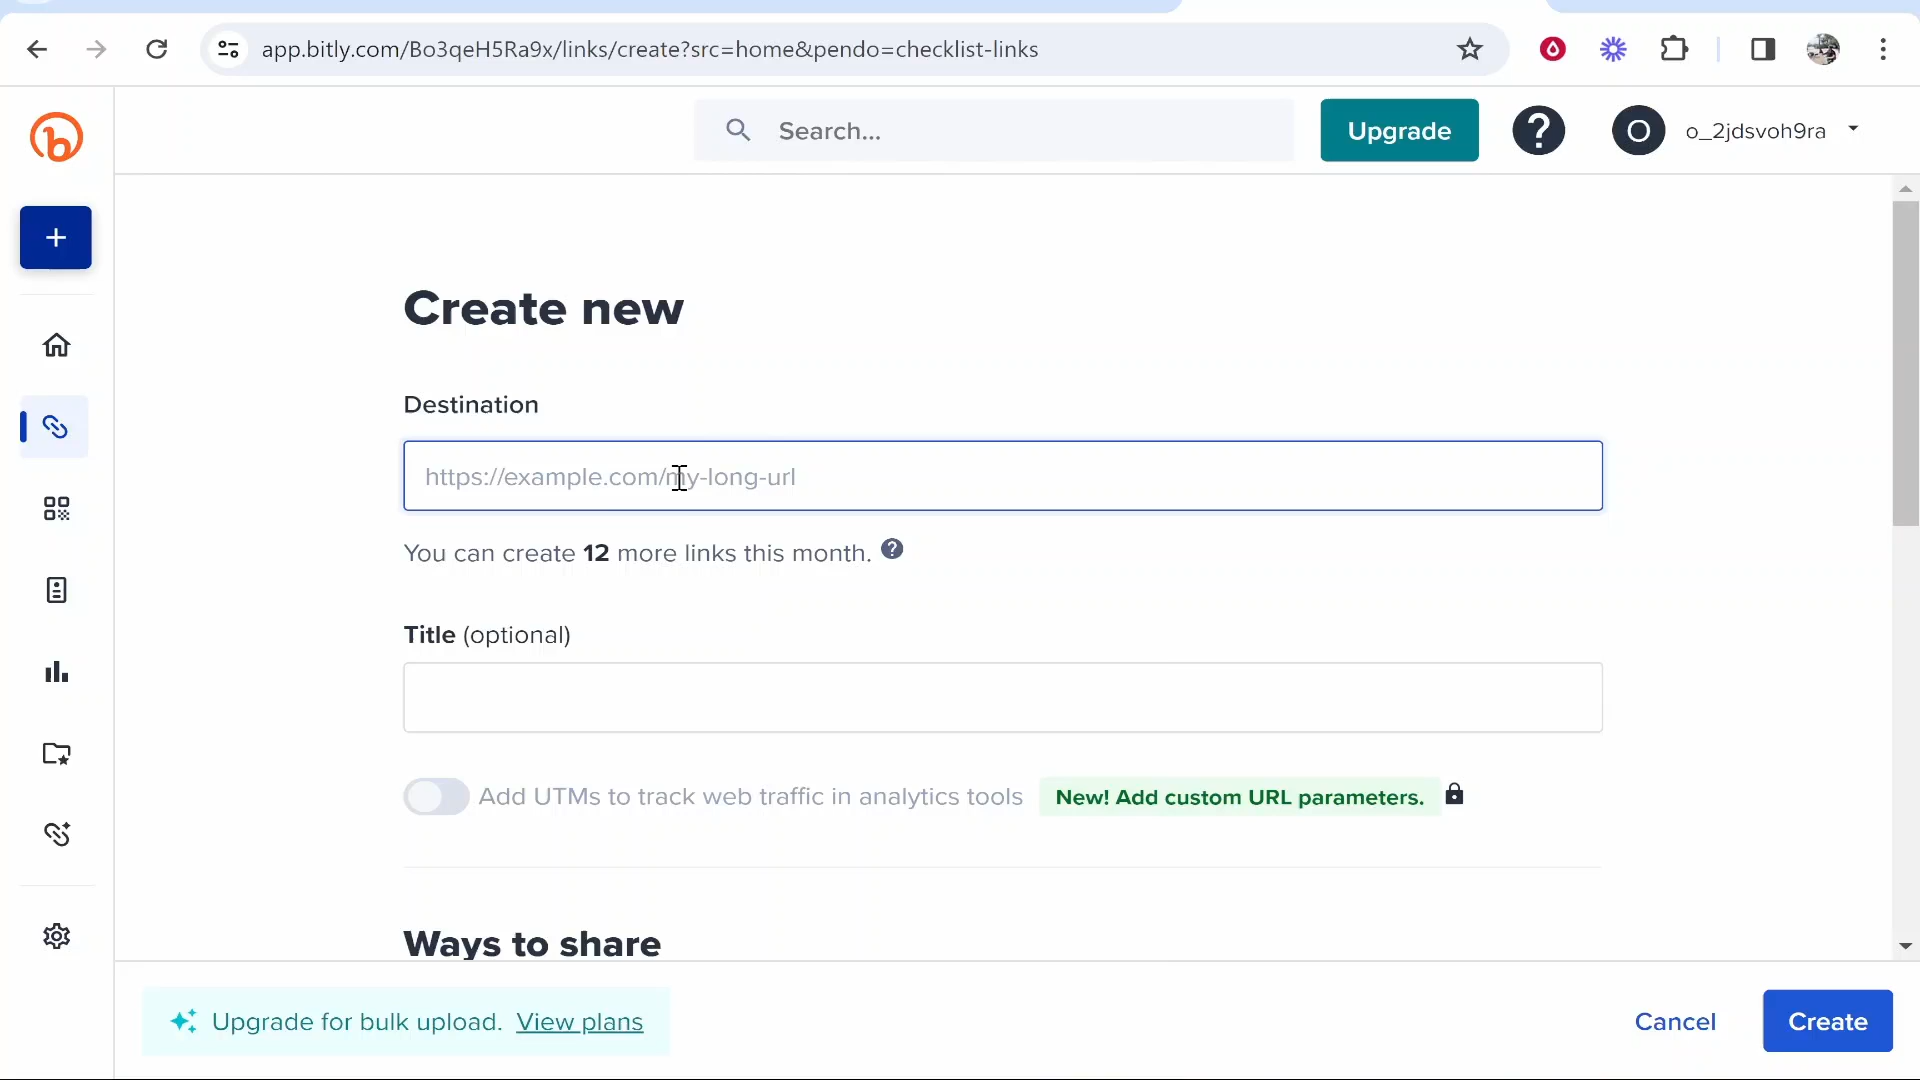 app.bitly.com/Bo3qeH5Ra9x/links/create?src=home&pendo=checklist-links
b
Search...
Upgrade
?
O
o_2jdsvoh9ra
+
Create new
Destination
https://example.com/my-long-url
You can create 12 more links this month. ?
Title (optional)
Add UTMs to track web traffic in analytics tools
New! Add custom URL parameters.
Ways to share
Upgrade for bulk upload. View plans
Cancel
Create